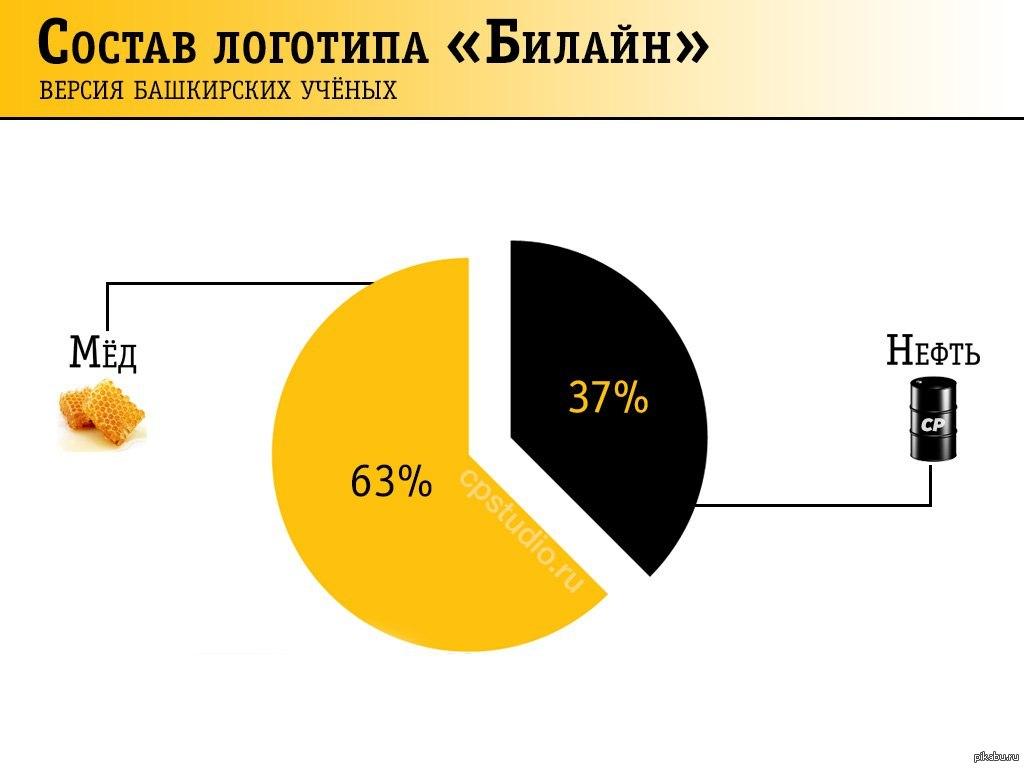 Состав логотипа «Билайн»
версия башкирских учёных
Мёд
Нефть
CP
37%
63%
cpstudio.ru
pikabu.ru